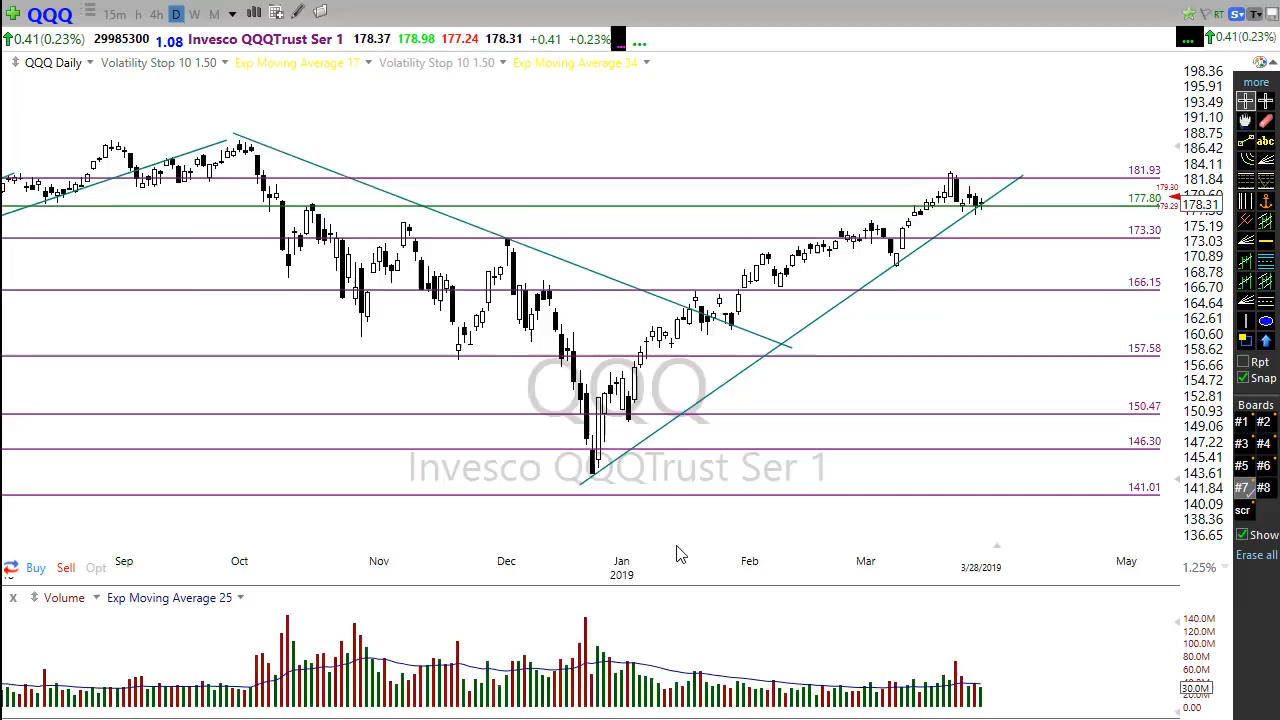 QQQ 15m h 4h D W M RT S T
0.41(0.23%) 29985300 1.08 Invesco QQQTrust Ser 1 178.37 178.98 177.24 178.31 +0.41 +0.23% ... ... ... 0.41(0.23%)
QQQ Daily Volatility Stop 10 1.50 Exp Moving Average 17 Volatility Stop 10 1.50 Exp Moving Average 34
198.36
195.91
193.49
191.10
188.75
186.42
184.11
181.93
181.84
179.30
177.80
179.29
178.31
175.19
173.30
173.03
170.89
168.78
166.15
166.70
164.64
162.61
160.60
157.58
158.62
156.66
154.72
152.81
150.47
150.93
149.06
147.22
146.30
145.41
143.61
141.01
141.84
140.09
138.36
136.65
QQQ
Invesco QQQTrust Ser 1
more
abc
Rpt
Snap
Boards
#1 #2
#3 #4
#5 #6
#7 #8
scr
Show
Erase all
Buy Sell Opt
Sep Oct Nov Dec Jan Feb Mar May
2019 3/28/2019
1.25%
x Volume Exp Moving Average 25
140.0M
120.0M
100.0M
80.0M
60.0M
30.0M
0.00